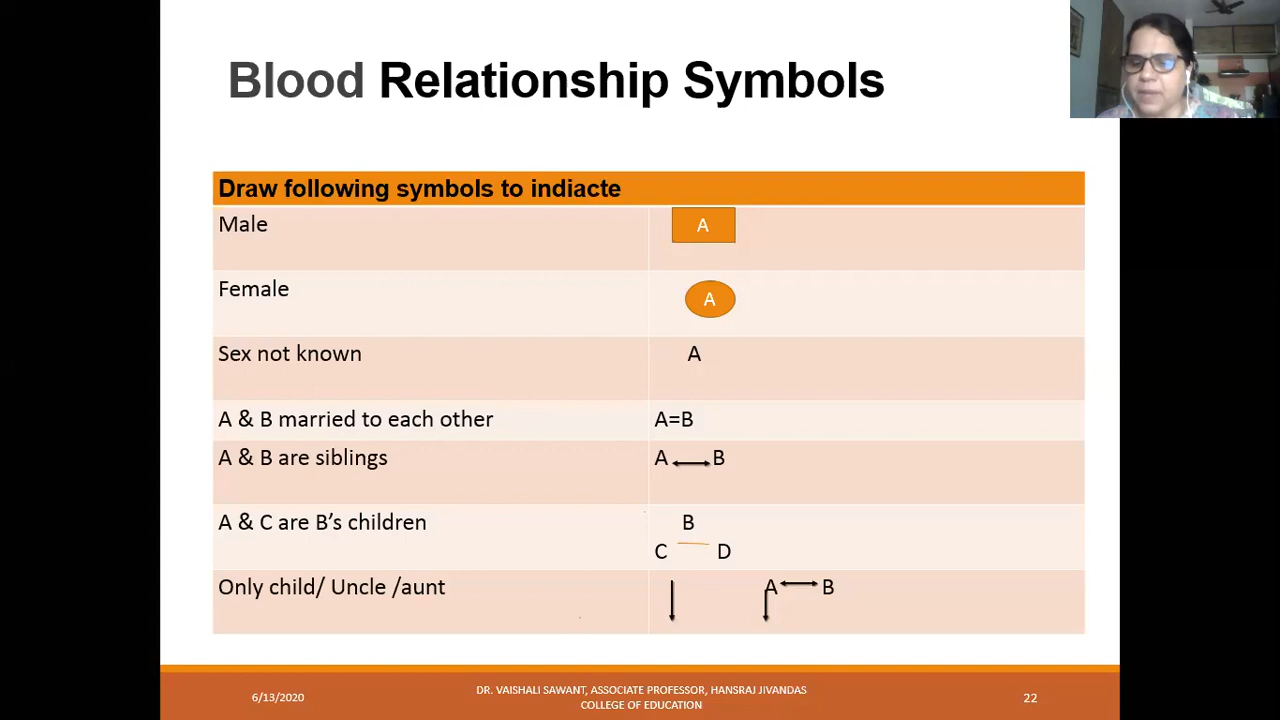 Blood Relationship Symbols
Draw following symbols to indiacte
Male A
Female A
Sex not known A
A & B married to each other A=B
A & B are siblings A B
A & C are B’s children B
C D
Only child/ Uncle /aunt A B
6/13/2020
DR. VAISHALI SAWANT, ASSOCIATE PROFESSOR, HANSRAJ JIVANDAS
COLLEGE OF EDUCATION
22